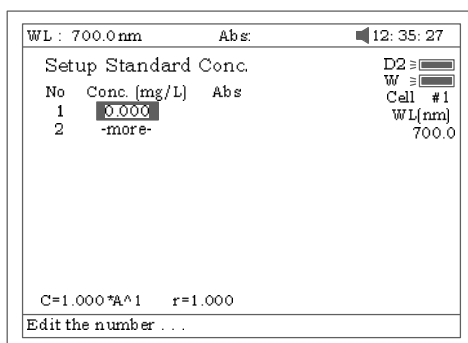 WL : 700.0nm Abs: 12: 35: 27
Setup Standard Conc.
D2
W
Cell #1
WL(nm)
700.0
No Conc. (mg/L) Abs
1 0.000
2 -more-
C=1.000*A^1 r=1.000
Edit the number . . .